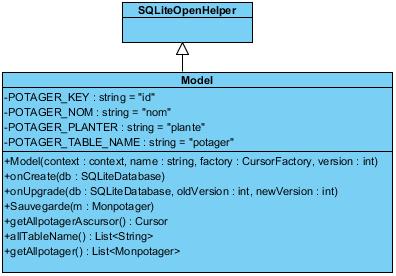 SQLiteOpenHelper
Model
-POTAGER_KEY : string = "id"
-POTAGER_NOM : string = "nom"
-POTAGER_PLANTER : string = "plante"
-POTAGER_TABLE_NAME : string = "potager"
+Model(context : context, name : string, factory : CursorFactory, version : int)
+onCreate(db : SQLiteDatabase)
+onUpgrade(db : SQLiteDatabase, oldVersion : int, newVersion : int)
+Sauvegarde(m : Monpotager)
+getAllpotagerAscursor() : Cursor
+allTableName() : List<String>
+getAllpotager() : List<Monpotager>